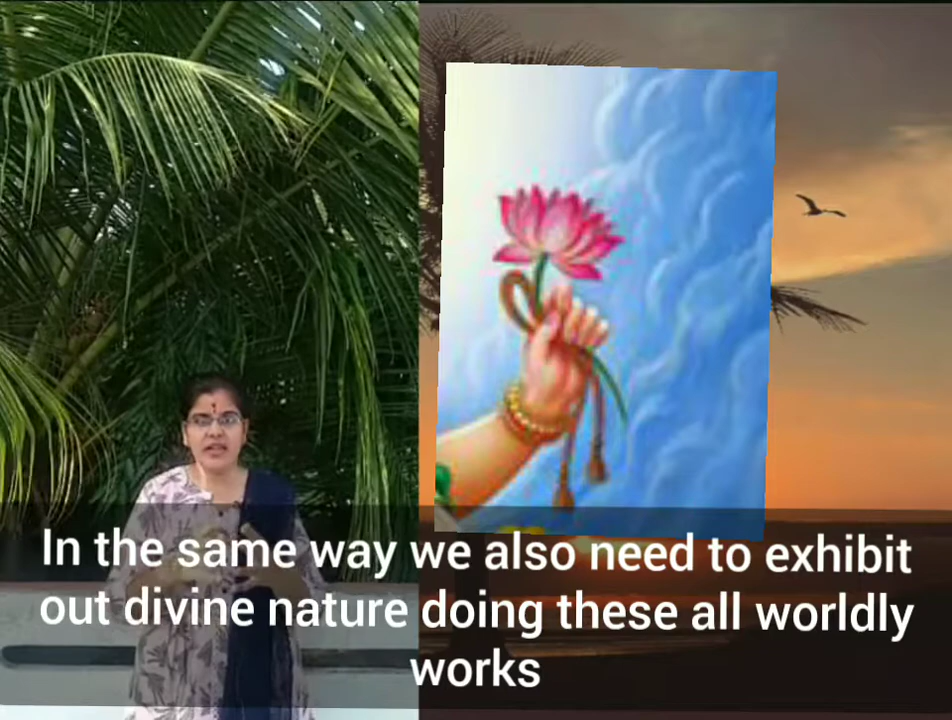 In the same way we also need to exhibit
out divine nature doing these all worldly
works